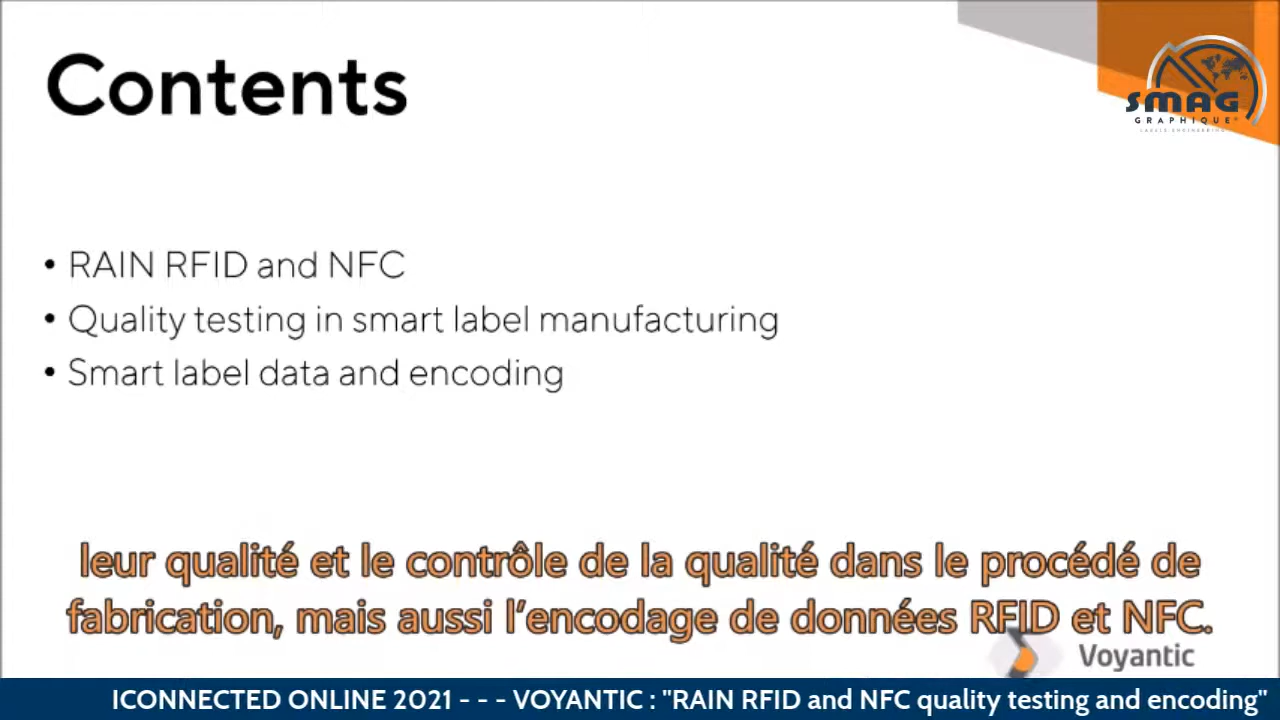 Contents
SMAG
GRAPHIQUE®
LABELS ENGINEERING
• RAIN RFID and NFC
• Quality testing in smart label manufacturing
• Smart label data and encoding
leur qualité et le contrôle de la qualité dans le procédé de
fabrication, mais aussi l’encodage de données RFID et NFC.
Voyantic
ICONNECTED ONLINE 2021 - - - VOYANTIC : "RAIN RFID and NFC quality testing and encoding"